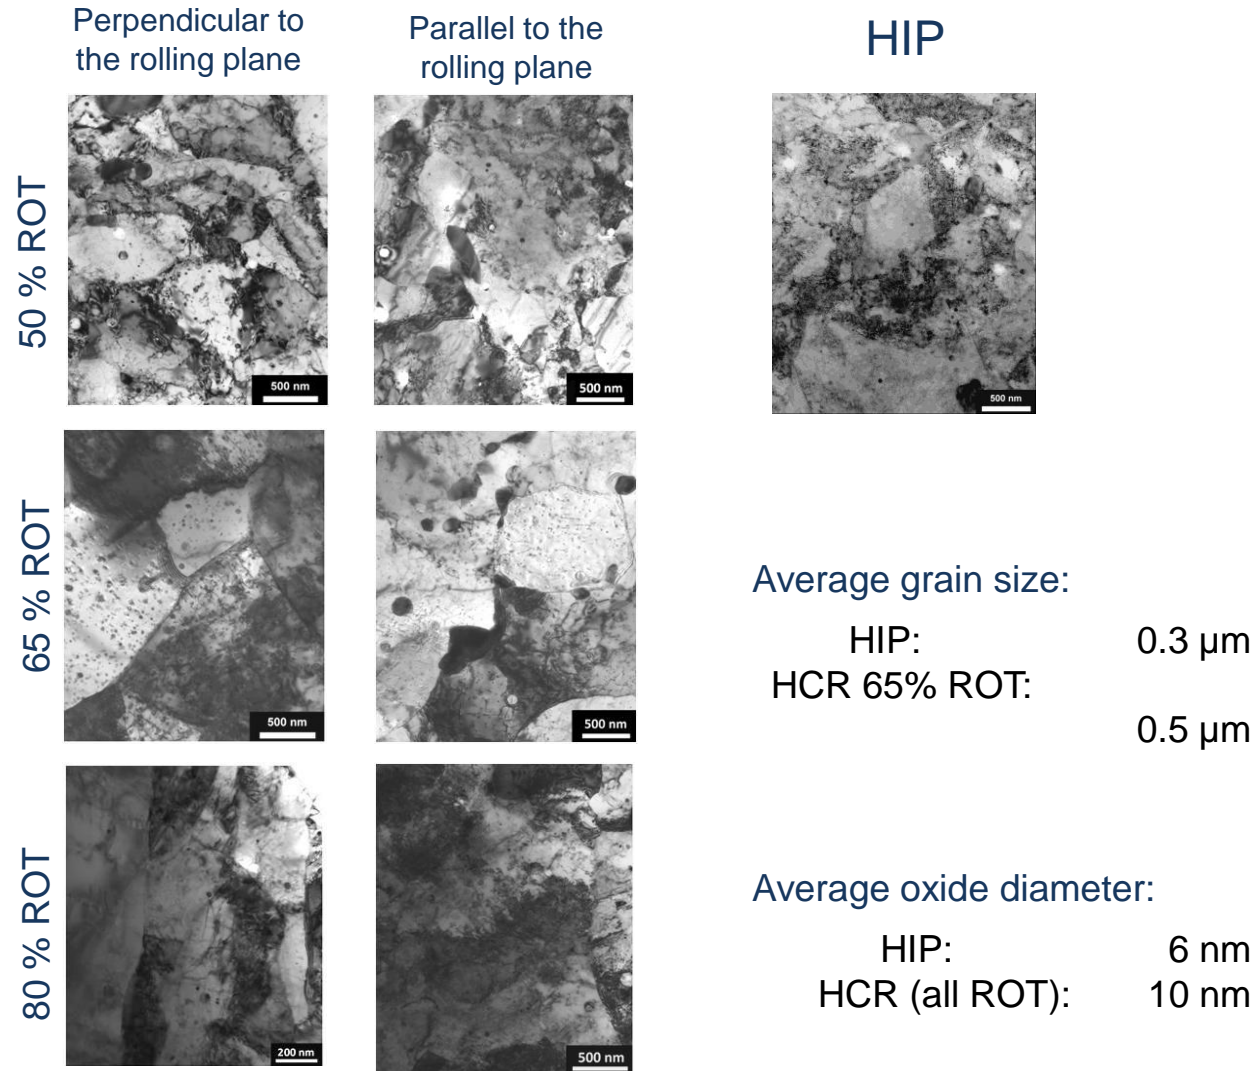 Perpendicular to
the rolling plane
Parallel to the
rolling plane
HIP
50 % ROT
500 nm
500 nm
500 nm
65 % ROT
500 nm
500 nm
Average grain size:
HIP: 0.3 µm
HCR 65% ROT:
0.5 µm
80 % ROT
200 nm
500 nm
Average oxide diameter:
HIP: 6 nm
HCR (all ROT): 10 nm